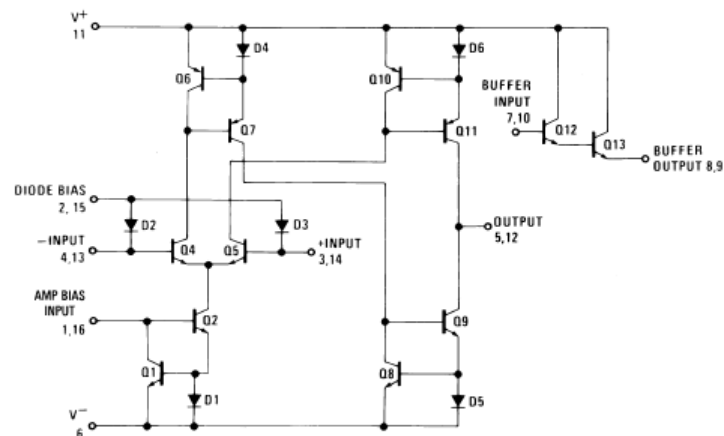 V+
11
D4
D6
Q6
Q10
BUFFER
INPUT
7,10
Q7
Q11
Q12
Q13
BUFFER
OUTPUT 8,9
DIODE BIAS
2, 15
D2
D3
–INPUT
4,13
Q4
Q5
+INPUT
3,14
OUTPUT
5,12
AMP BIAS
INPUT
1,16
Q2
Q9
Q1
D1
Q8
D5
V–
6